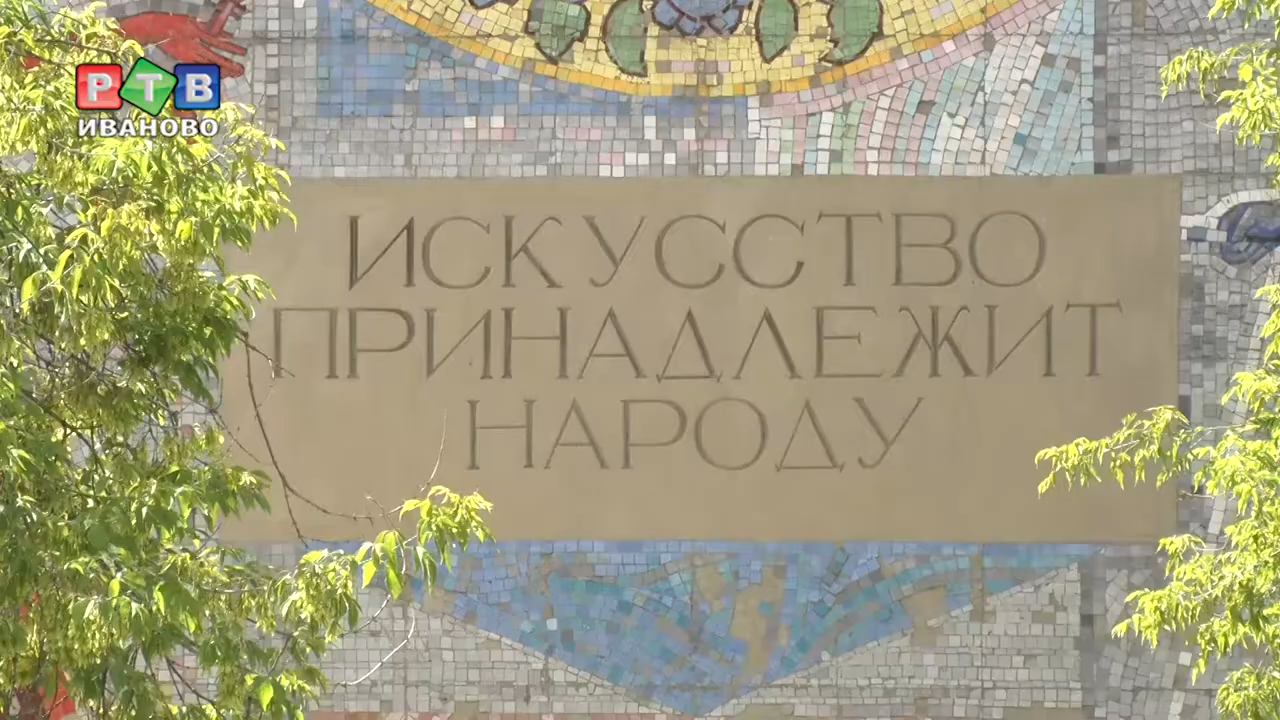 РТВ
ИВАНОВО
ИСКУССТВО
ПРИНАДЛЕЖИТ
НАРОДУ